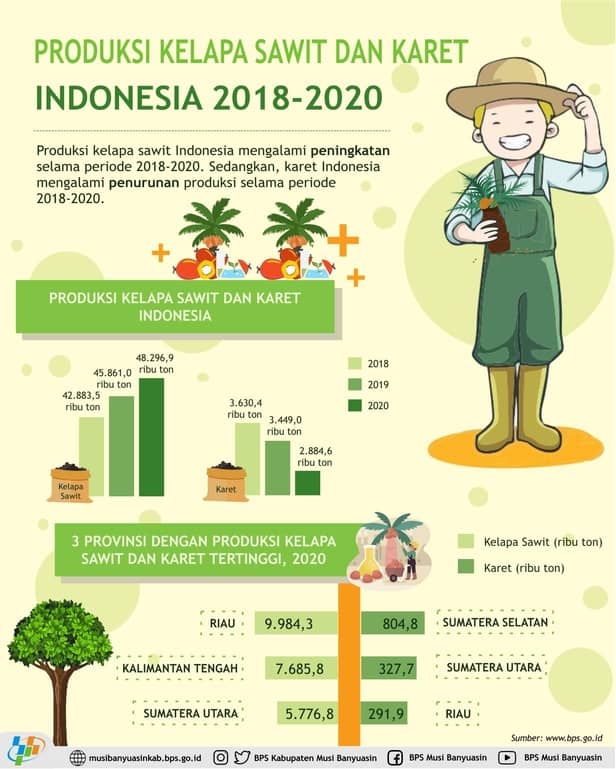 PRODUKSI KELAPA SAWIT DAN KARET
INDONESIA 2018-2020
Produksi kelapa sawit Indonesia mengalami peningkatan
selama periode 2018-2020. Sedangkan, karet Indonesia
mengalami penurunan produksi selama periode
2018-2020.
PRODUKSI KELAPA SAWIT DAN KARET
INDONESIA
42.883,5
ribu ton
45.861,0
ribu ton
48.296,9
ribu ton
Kelapa
Sawit
3.630,4
ribu ton
3.449,0
ribu ton
2.884,6
ribu ton
Karet
2018
2019
2020
3 PROVINSI DENGAN PRODUKSI KELAPA
SAWIT DAN KARET TERTINGGI, 2020
Kelapa Sawit (ribu ton)
Karet (ribu ton)
RIAU 9.984,3 804,8 SUMATERA SELATAN
KALIMANTAN TENGAH 7.685,8 327,7 SUMATERA UTARA
SUMATERA UTARA 5.776,8 291,9 RIAU
Sumber: www.bps.go.id
musibanyuasinkab.bps.go.id BPS Kabupaten Musi Banyuasin BPS Musi Banyuasin BPS Musi Banyuasin